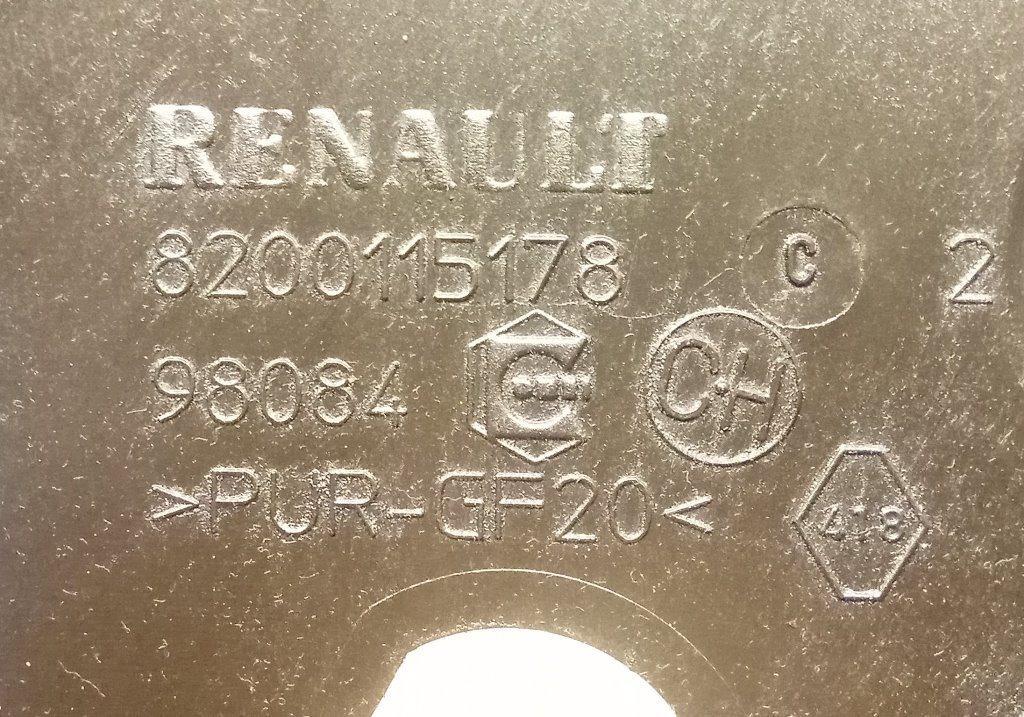 RENAULT
8200115178 C 2
98084 C+H
>PUR-GF20< 418